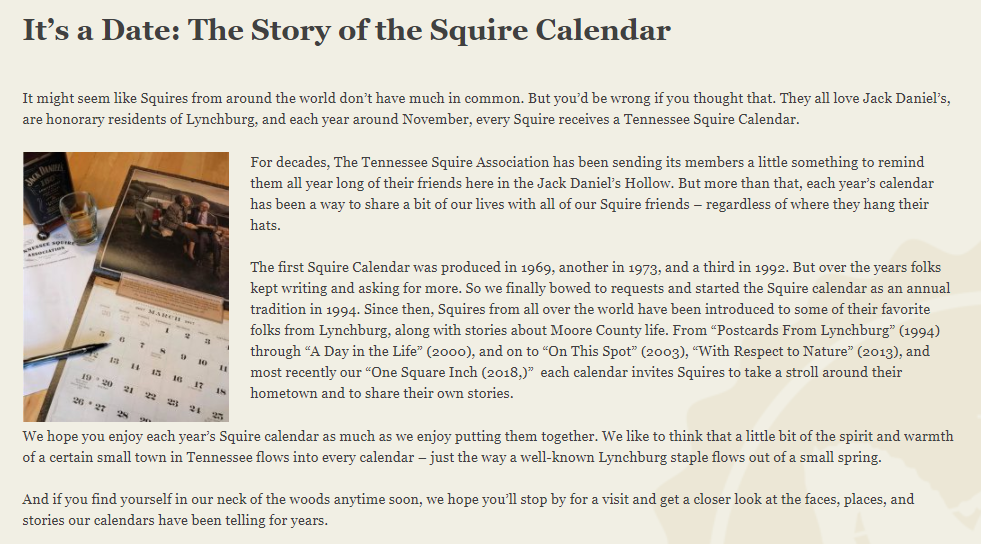 It’s a Date: The Story of the Squire Calendar
It might seem like Squires from around the world don’t have much in common. But you’d be wrong if you thought that. They all love Jack Daniel’s,
are honorary residents of Lynchburg, and each year around November, every Squire receives a Tennessee Squire Calendar.
For decades, The Tennessee Squire Association has been sending its members a little something to remind
them all year long of their friends here in the Jack Daniel’s Hollow. But more than that, each year’s calendar
has been a way to share a bit of our lives with all of our Squire friends – regardless of where they hang their
hats.
The first Squire Calendar was produced in 1969, another in 1973, and a third in 1992. But over the years folks
kept writing and asking for more. So we finally bowed to requests and started the Squire calendar as an annual
tradition in 1994. Since then, Squires from all over the world have been introduced to some of their favorite
folks from Lynchburg, along with stories about Moore County life. From “Postcards From Lynchburg” (1994)
through “A Day in the Life” (2000), and on to “On This Spot” (2003), “With Respect to Nature” (2013), and
most recently our “One Square Inch (2018,)” each calendar invites Squires to take a stroll around their
hometown and to share their own stories.
JACK DANIEL'S
TENNESSEE SQUIRE
ASSOCIATION
MARCH
1 2 3
5 6 7 8 9 10 11
13 14 15 16 17 18
19 20 21 22 23 24 25
26 27 28
We hope you enjoy each year’s Squire calendar as much as we enjoy putting them together. We like to think that a little bit of the spirit and warmth
of a certain small town in Tennessee flows into every calendar – just the way a well-known Lynchburg staple flows out of a small spring.
And if you find yourself in our neck of the woods anytime soon, we hope you’ll stop by for a visit and get a closer look at the faces, places, and
stories our calendars have been telling for years.